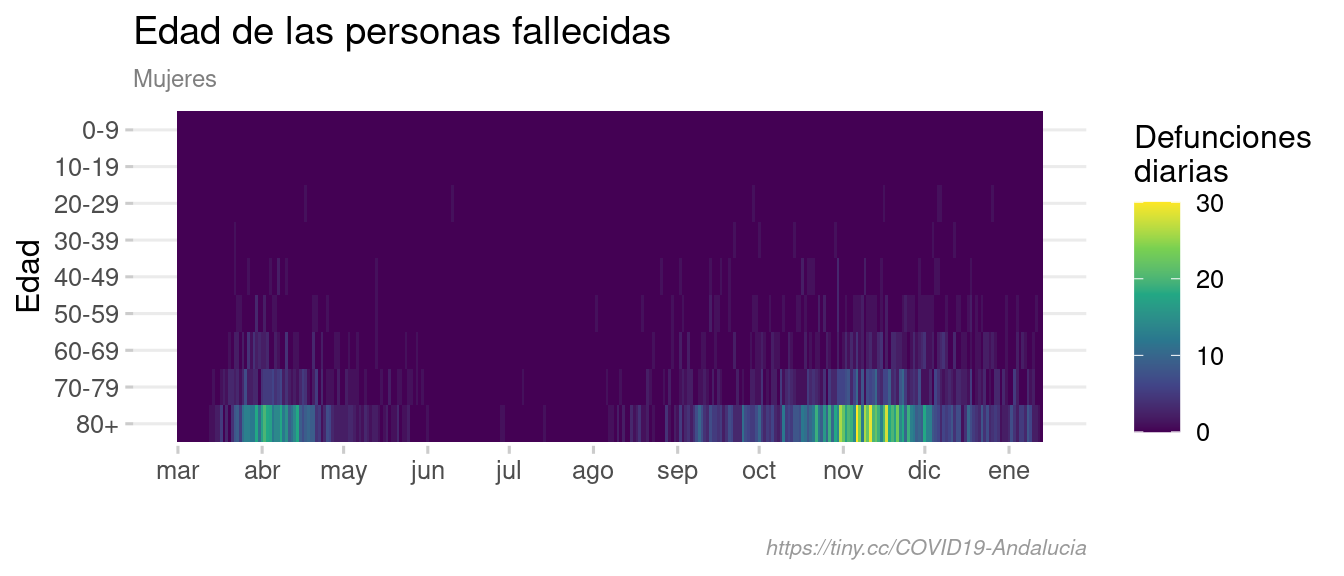 Edad de las personas fallecidas
Mujeres
Edad
0-9
10-19
20-29
30-39
40-49
50-59
60-69
70-79
80+
mar abr may jun jul ago sep oct nov dic ene
Defunciones
diarias
30
20
10
0
https://tiny.cc/COVID19-Andalucia